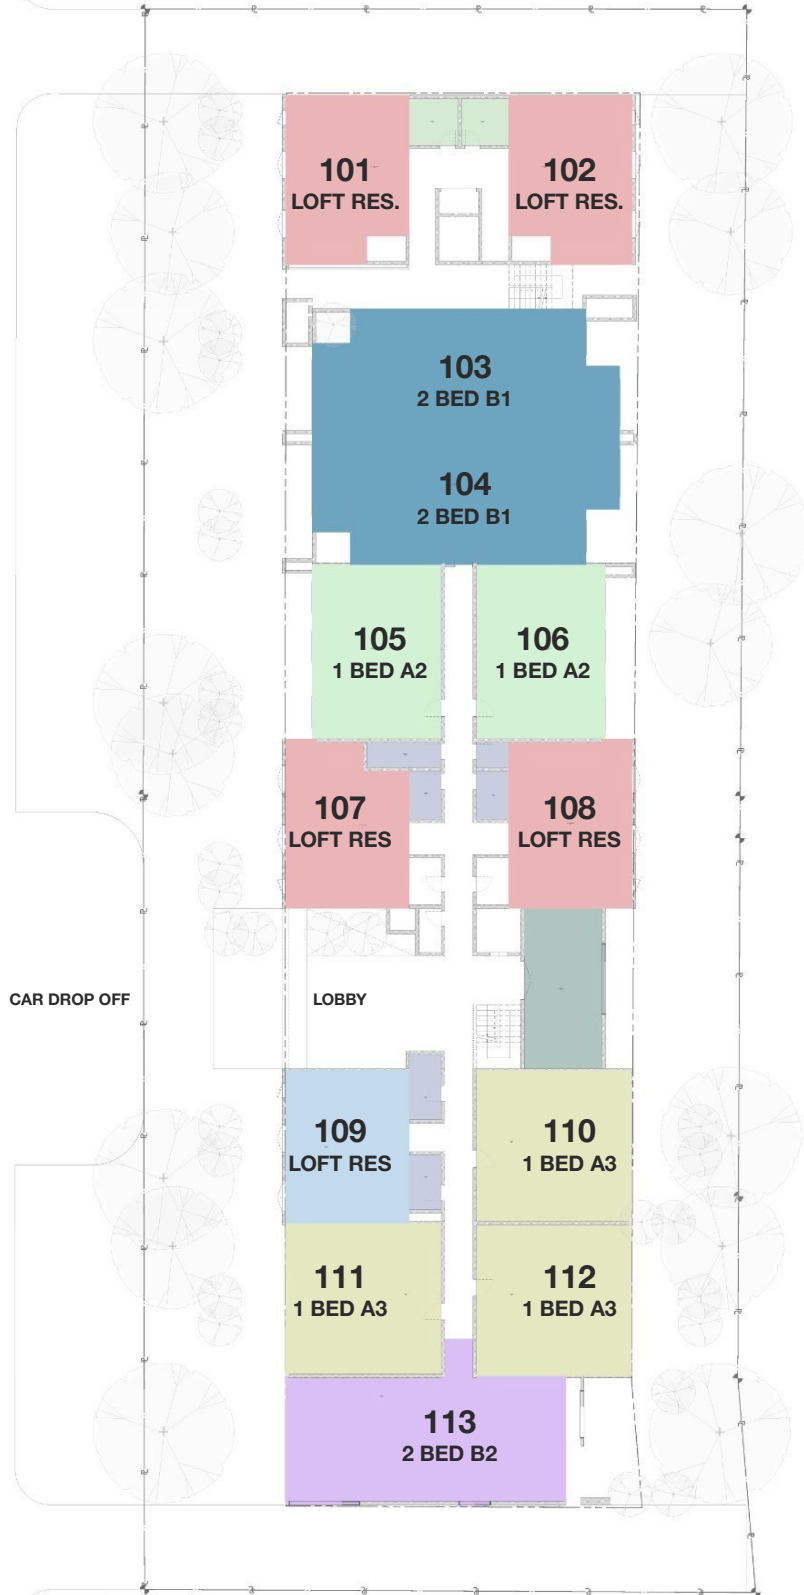 101
LOFT RES.
102
LOFT RES.
103
2 BED B1
104
2 BED B1
105
1 BED A2
106
1 BED A2
107
LOFT RES
108
LOFT RES
CAR DROP OFF
LOBBY
109
LOFT RES
110
1 BED A3
111
1 BED A3
112
1 BED A3
113
2 BED B2